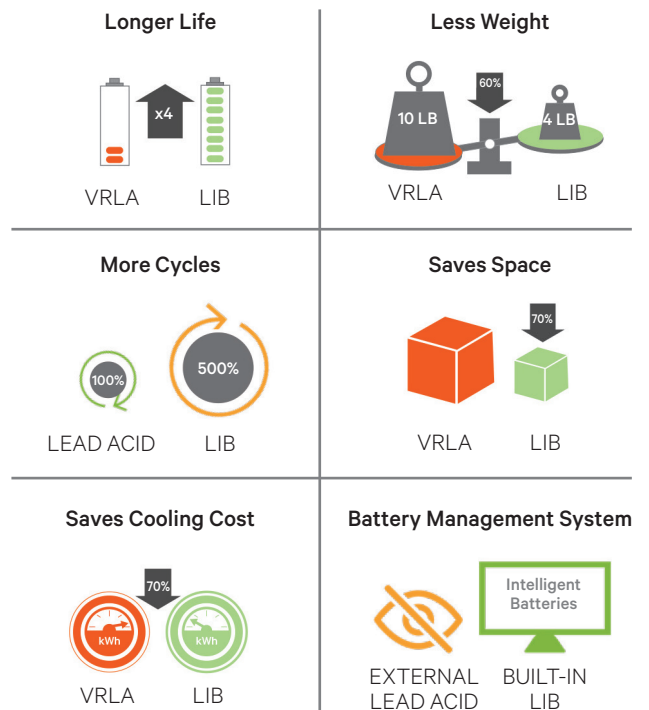 Longer Life
x4
VRLA
LIB
Less Weight
60%
10 LB
4 LB
VRLA
LIB
More Cycles
100%
500%
LEAD ACID
LIB
Saves Space
70%
VRLA
LIB
Saves Cooling Cost
70%
kWh
kWh
VRLA
LIB
Battery Management System
Intelligent
Batteries
EXTERNAL
LEAD ACID
BUILT-IN
LIB